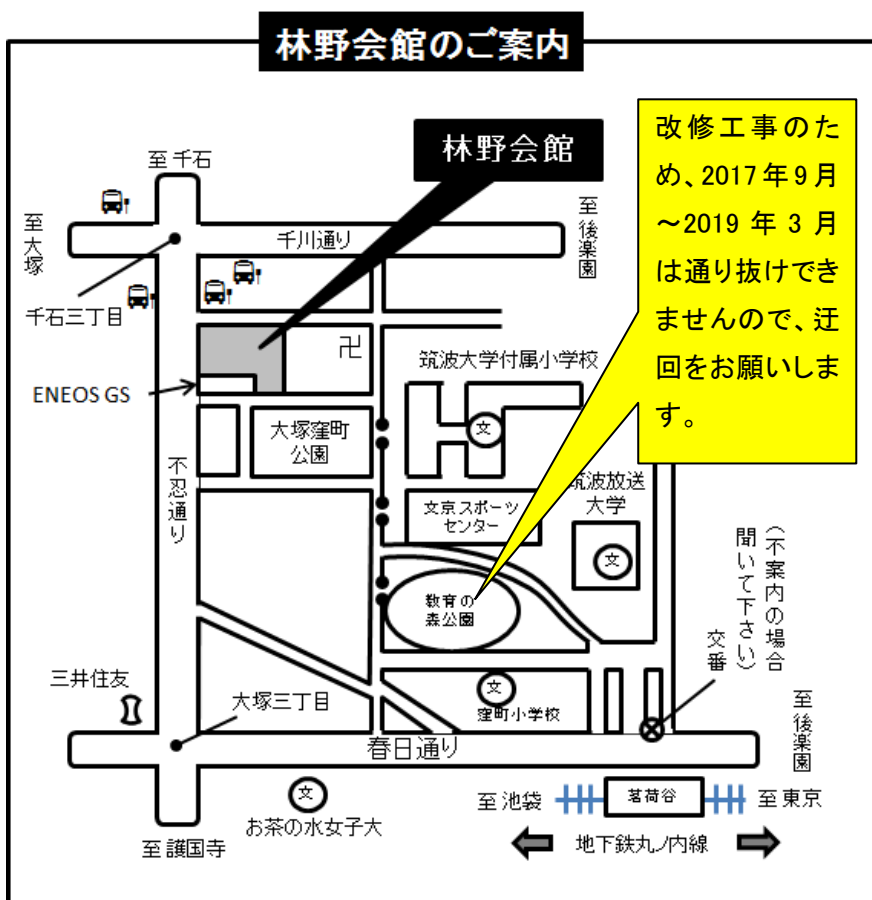 林野会館のご案内
改修工事のた
め、2017年9月
～2019年3月
は通り抜けでき
ませんので、迂
回をお願いしま
す。
林野会館
至千石
至大塚
千川通り
至後楽園
千石三丁目
卍
筑波大学付属小学校
ENEOS GS
大塚窪町
公園
文
不忍通り
筑波放送
大学
文京スポーツ
センター
文
(不案内の場合
聞いて下さい)
交番
教育の
森公園
三井住友
大塚三丁目
文
窪町小学校
至後楽園
春日通り
文
お茶の水女子大
至池袋
茗荷谷
至東京
至護国寺
地下鉄丸ノ内線